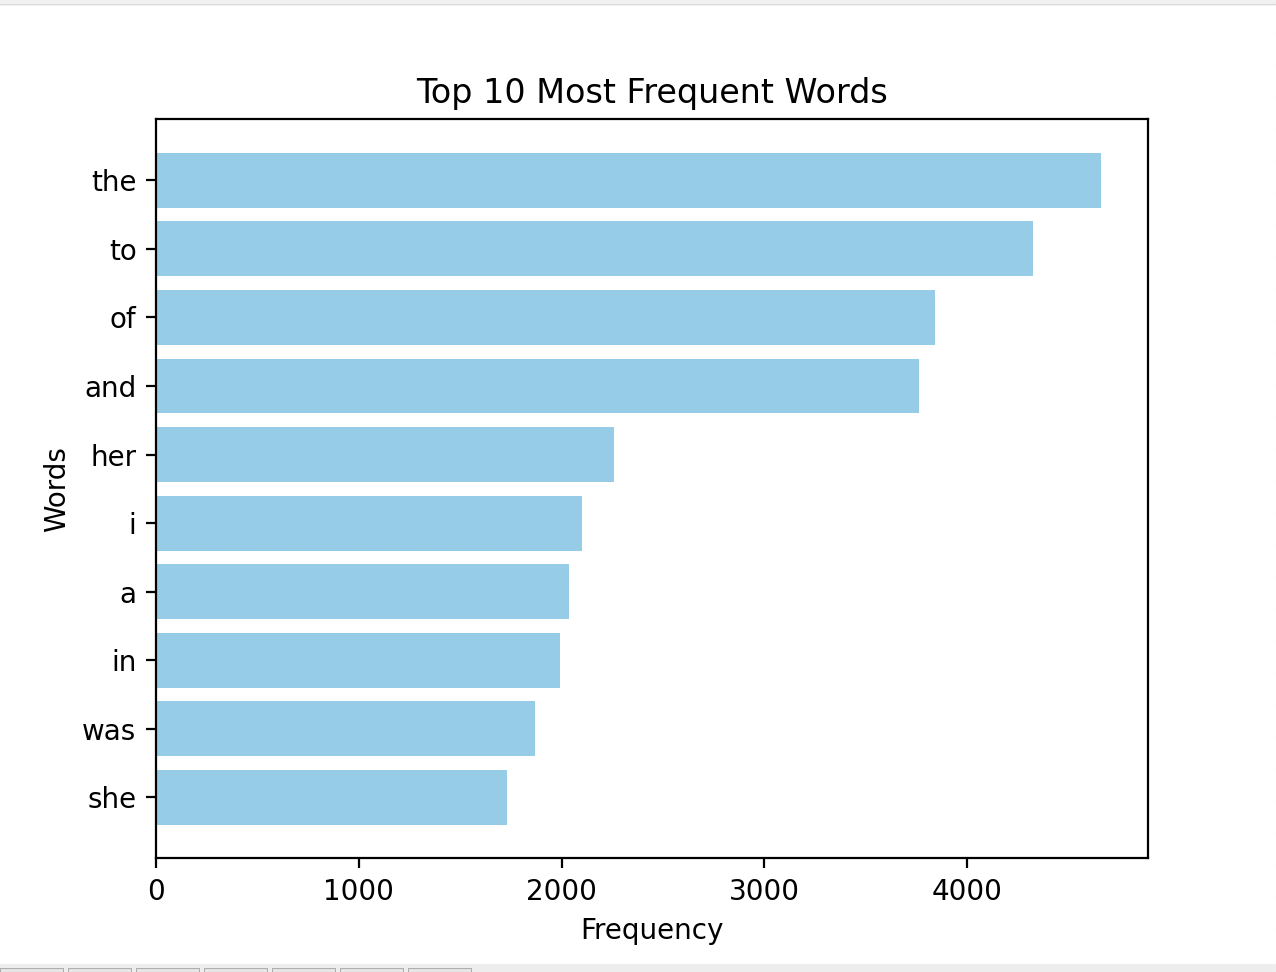 Top 10 Most Frequent Words
the
to
of
and
her
i
a
in
was
she
Words
0 1000 2000 3000 4000
Frequency